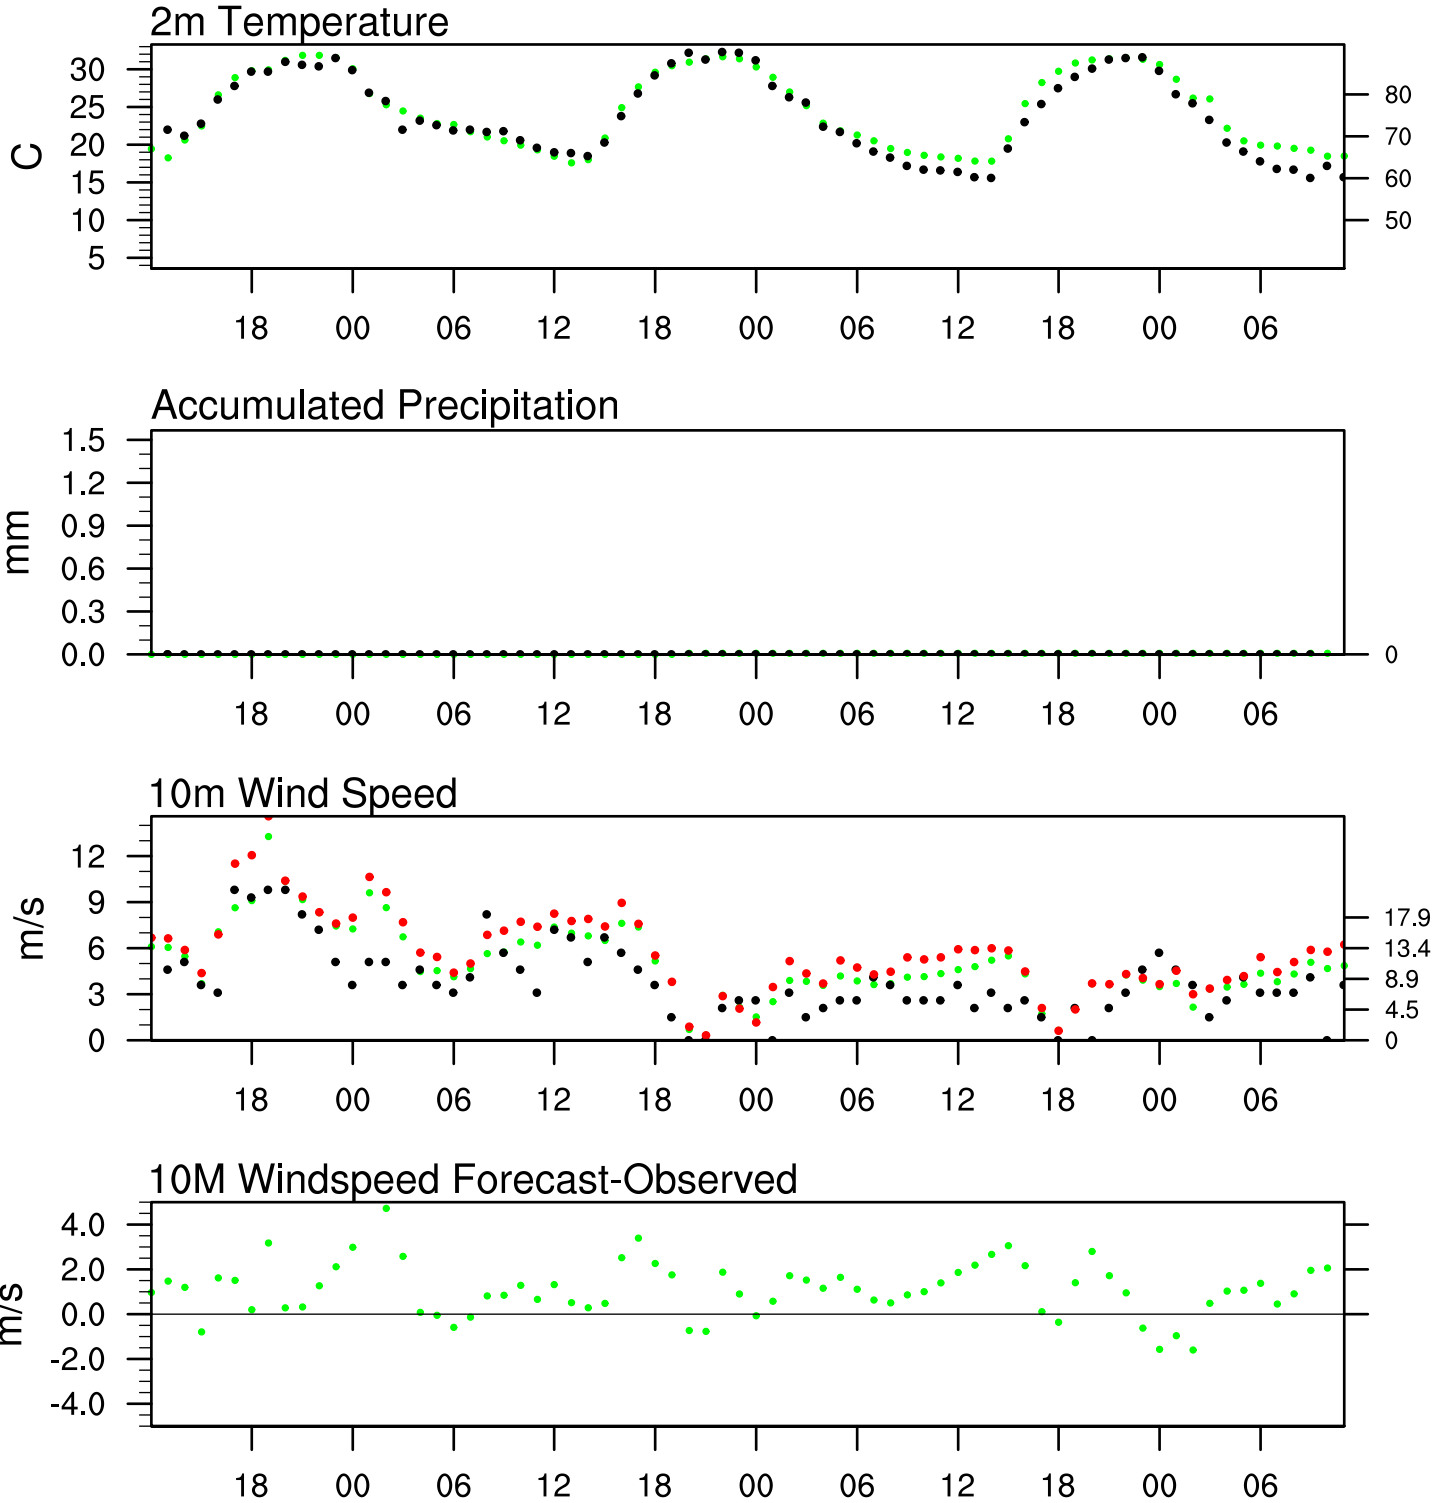 2m Temperature
30
25
20
15
10
5
C
80
70
60
50
18 00 06 12 18 00 06 12 18 00 06
Accumulated Precipitation
1.5
1.2
0.9
0.6
0.3
0.0
mm
0
18 00 06 12 18 00 06 12 18 00 06
10m Wind Speed
12
9
6
3
0
m/s
17.9
13.4
8.9
4.5
0
18 00 06 12 18 00 06 12 18 00 06
10M Windspeed Forecast-Observed
4.0
2.0
0.0
-2.0
-4.0
m/s
18 00 06 12 18 00 06 12 18 00 06